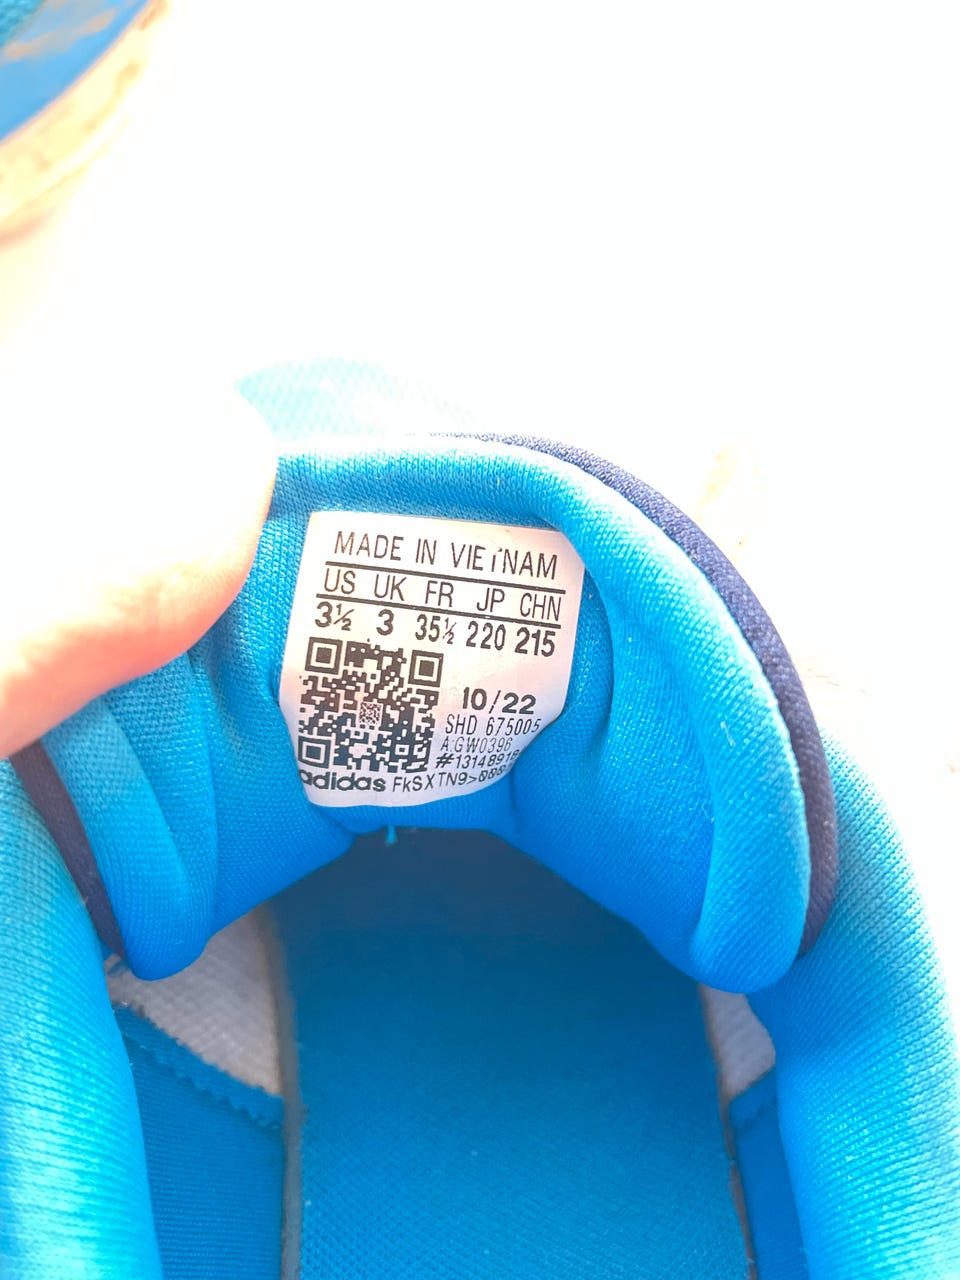 MADE IN VIETNAM
US UK FR JP CHN
3½ 3 35½ 220 215
10/22
SHD 675005
A.GW0396
adidas